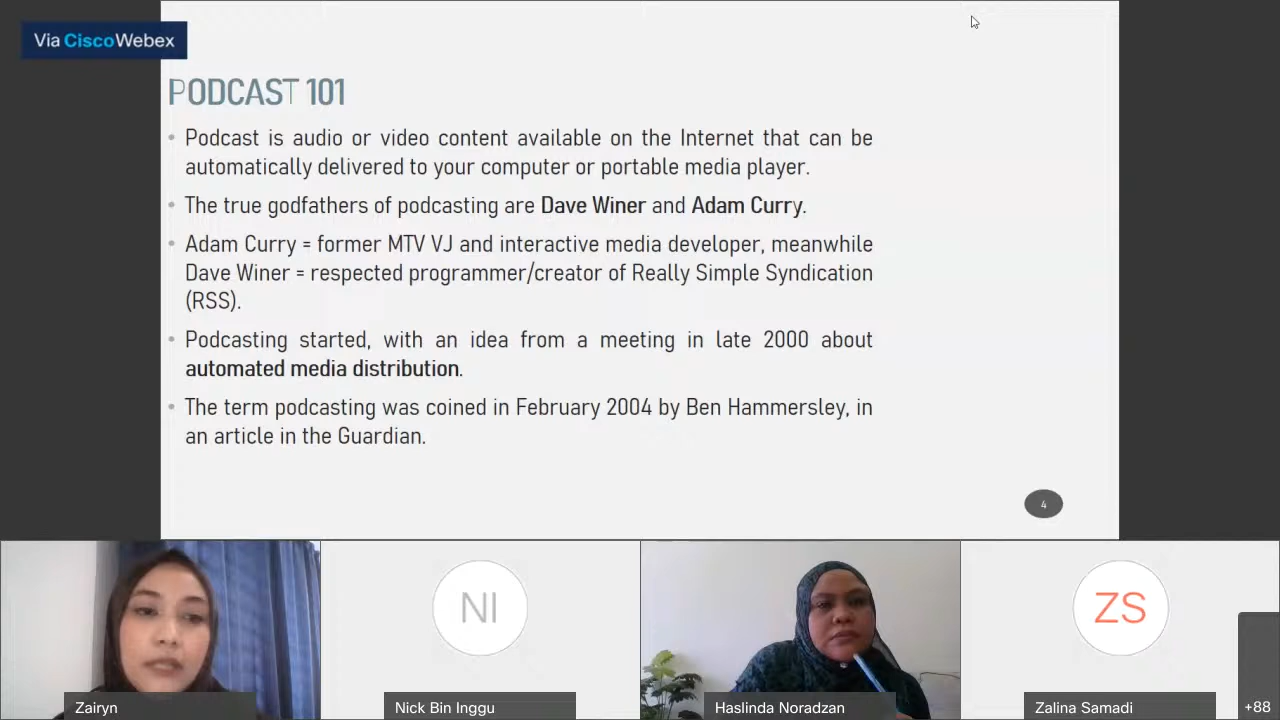 Via CiscoWebex
PODCAST 101
• Podcast is audio or video content available on the Internet that can be
automatically delivered to your computer or portable media player.
• The true godfathers of podcasting are Dave Winer and Adam Curry.
• Adam Curry = former MTV VJ and interactive media developer, meanwhile
Dave Winer = respected programmer/creator of Really Simple Syndication
(RSS).
• Podcasting started, with an idea from a meeting in late 2000 about
automated media distribution.
• The term podcasting was coined in February 2004 by Ben Hammersley, in
an article in the Guardian.
4
NI
ZS
Zairyn
Nick Bin Inggu
Haslinda Noradzan
Zalina Samadi
+88